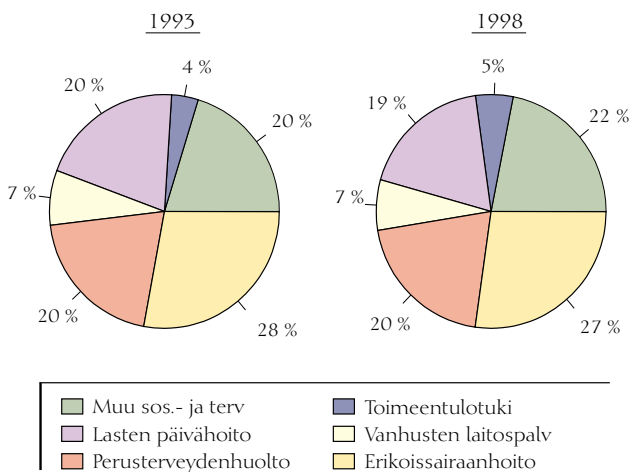 1993
1998
4 %
20 %
20 %
7 %
20 %
28 %
5%
19 %
22 %
7 %
20 %
27 %
Muu sos.- ja terv
Toimeentulotuki
Lasten päivähoito
Vanhusten laitospalv
Perusterveydenhuolto
Erikoissairaanhoito